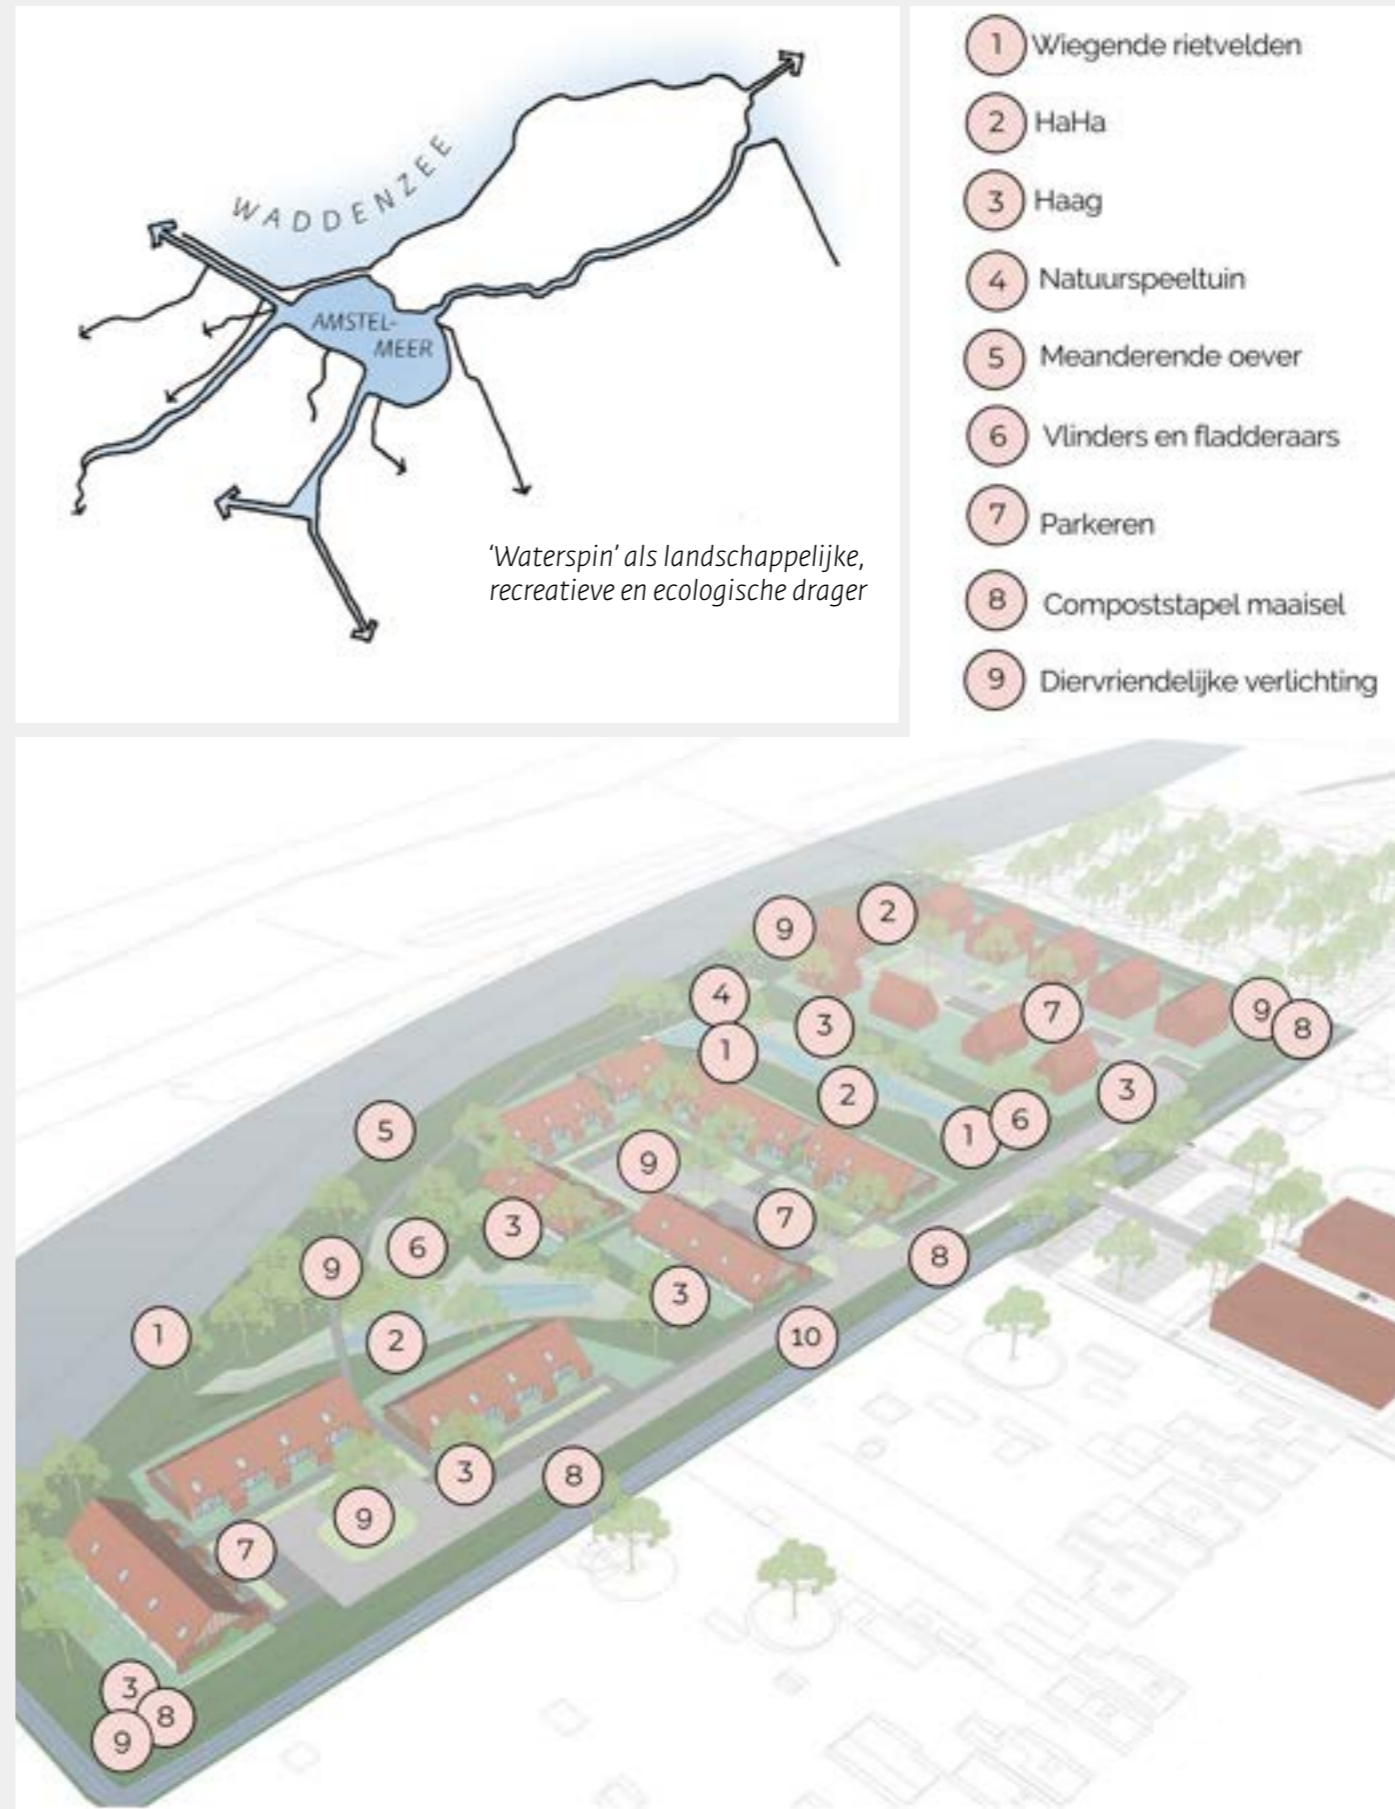 WADDENZEE
AMSTEL-
MEER
‘Waterspin’ als landschappelijke,
recreatieve en ecologische drager
1 Wiegende rietvelden
2 HaHa
3 Haag
4 Natuurspeeltuin
5 Meanderende oever
6 Vlinders en fladderaars
7 Parkeren
8 Compoststapel maaisel
9 Diervriendelijke verlichting
2
9
4
9
7
8
3
1
3
2
6
1
5
9
7
3
6
8
9
3
1
10
2
3
8
9
7
3
8
9